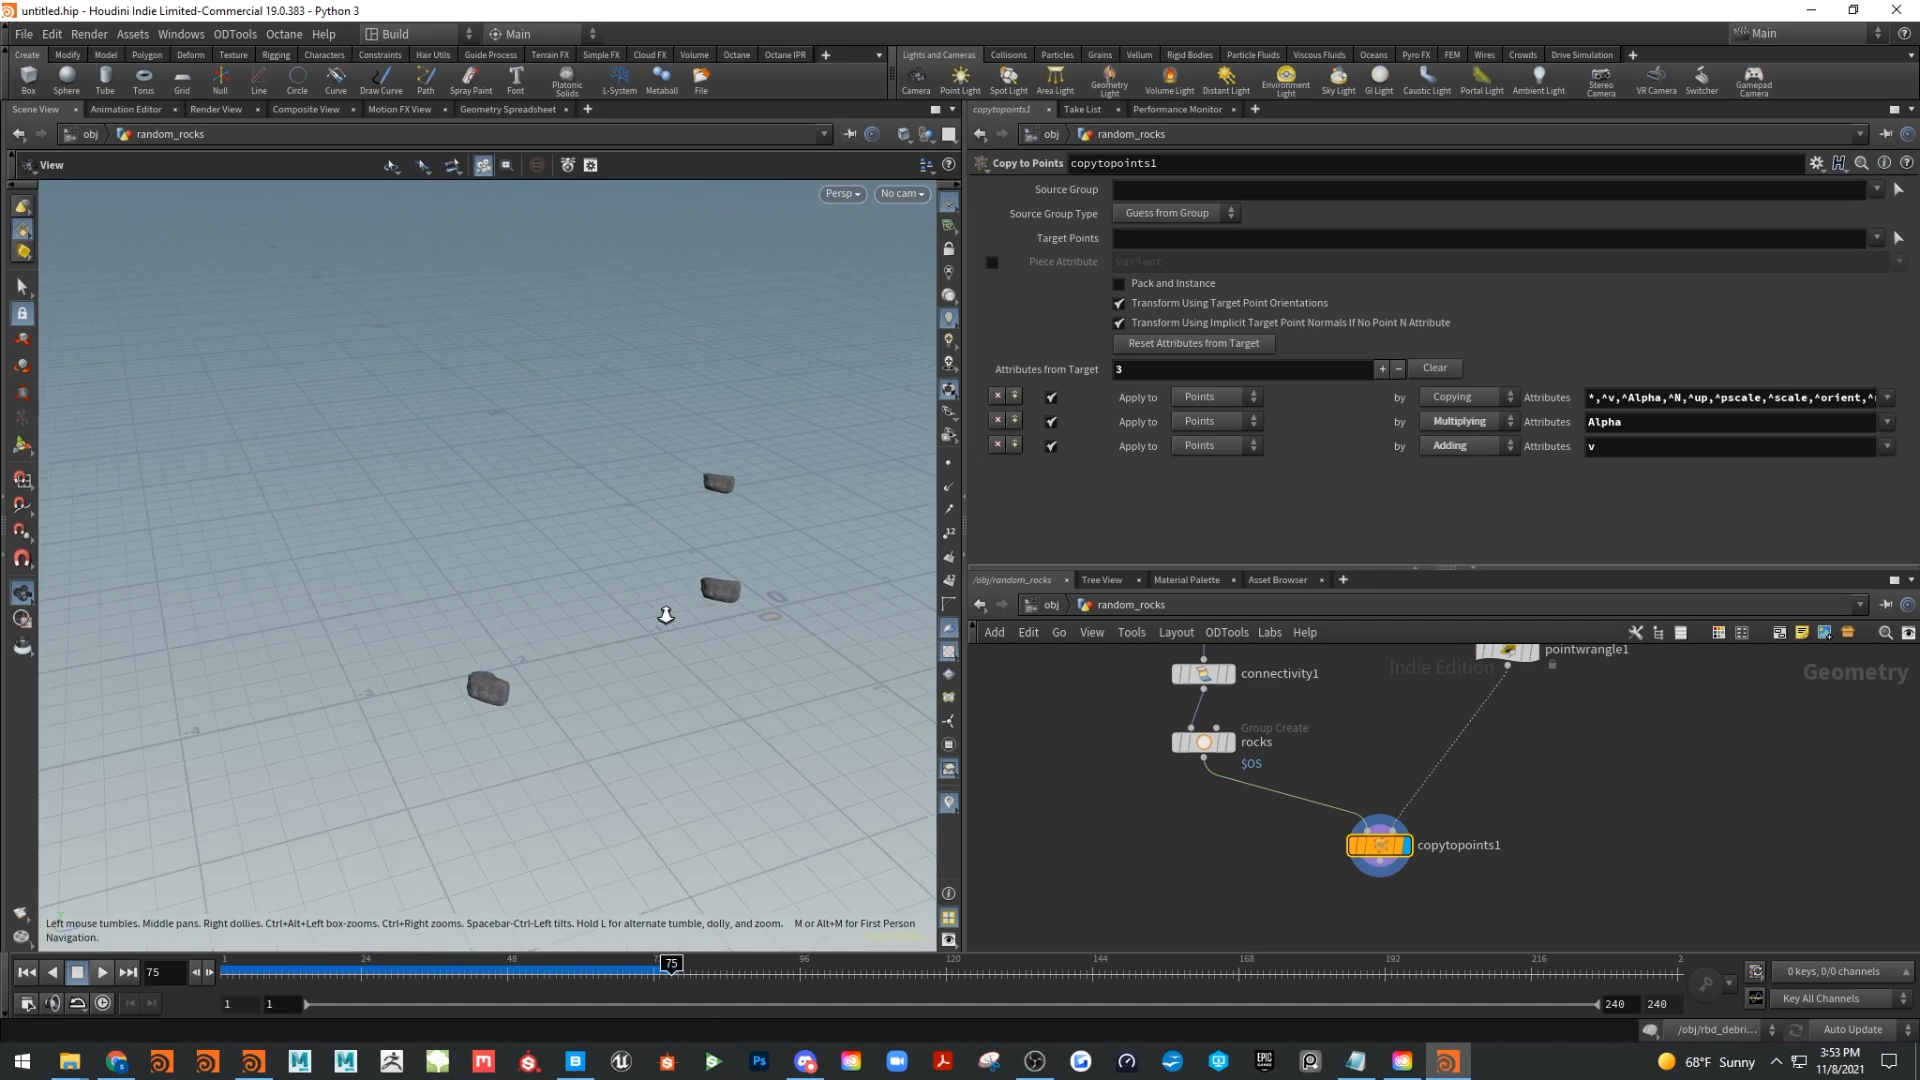 untitled.hip - Houdini Indie Limited-Commercial 19.0.383 - Python 3
File Edit Render Assets Windows ODTools Octane Help Build Main Main
Create Modify Model Polygon Deform Texture Rigging Characters Constraints Hair Utils Guide Process Terrain FX Simple FX Cloud FX Volume Octane Octane IPR
Lights and Cameras Collisions Particles Grains Vellum Rigid Bodies Particle Fluids Viscous Fluids Oceans Pyro FX FEM Wires Crowds Drive Simulation
Box Sphere Tube Torus Grid Null Line Circle Curve Draw Curve Path Spray Paint Font Platonic Solids L-System Metaball File
Camera Point Light Spot Light Area Light Geometry Light Volume Light Distant Light Environment Light Sky Light GI Light Caustic Light Portal Light Ambient Light Stereo Camera VR Camera Switcher Gamepad Camera
Scene View Animation Editor Render View Composite View Motion FX View Geometry Spreadsheet
copytopoints1 Take List Performance Monitor
obj random_rocks
obj random_rocks
View
Copy to Points copytopoints1
Persp No cam
Source Group
Source Group Type Guess from Group
Target Points
Piece Attribute variant
Pack and Instance
Transform Using Target Point Orientations
Transform Using Implicit Target Point Normals If No Point N Attribute
Reset Attributes from Target
Attributes from Target 3 Clear
Apply to Points by Copying Attributes *,^v,^Alpha,^N,^up,^pscale,^scale,^orient,^
Apply to Points by Multiplying Attributes Alpha
Apply to Points by Adding Attributes v
/obj/random_rocks Tree View Material Palette Asset Browser
obj random_rocks
Add Edit Go View Tools Layout ODTools Labs Help
pointwrangle1
Indie Edition
Geometry
connectivity1
Group Create
rocks
$OS
copytopoints1
Left mouse tumbles. Middle pans. Right dollies. Ctrl+Alt+Left box-zooms. Ctrl+Right zooms. Spacebar-Ctrl-Left tilts. Hold L for alternate tumble, dolly, and zoom. M or Alt+M for First Person
Navigation.
75 1 24 48 75 96 120 144 168 192 216 2
0 keys, 0/0 channels
1 1 240 240
Key All Channels
/obj/rbd_debri... Auto Update
68°F Sunny
3:53 PM
11/8/2021